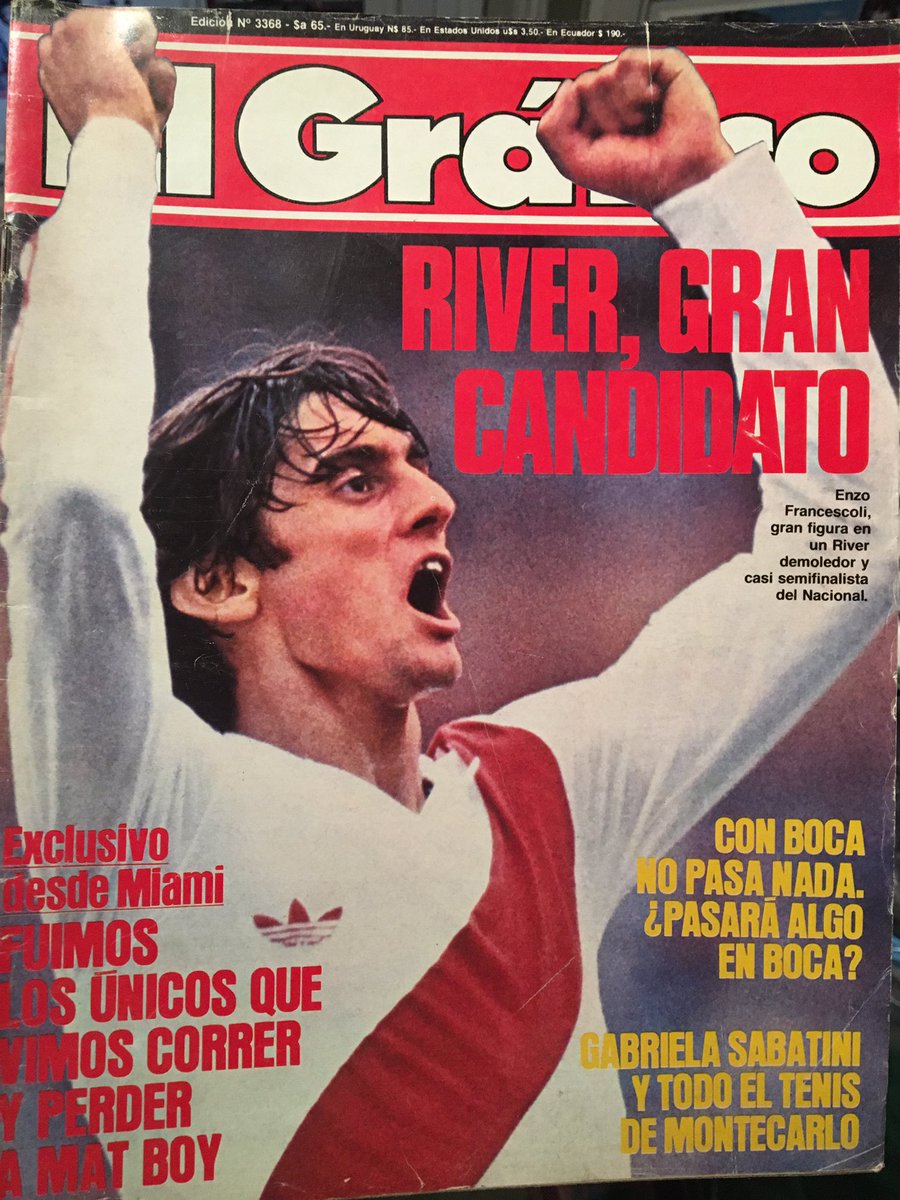 Edición Nº 3368 - $a 65.- En Uruguay N$ 85.- En Estados Unidos u$s 3,50.- En Ecuador $ 190.-
El Gráfico
RIVER, GRAN
CANDIDATO
Enzo
Francescoli,
gran figura en
un River
demoledor y
casi semifinalista
del Nacional.
Exclusivo
desde Miami
FUIMOS
LOS ÚNICOS QUE
VIMOS CORRER
Y PERDER
A MAT BOY
CON BOCA
NO PASA NADA.
¿PASARÁ ALGO
EN BOCA?
GABRIELA SABATINI
Y TODO EL TENIS
DE MONTECARLO